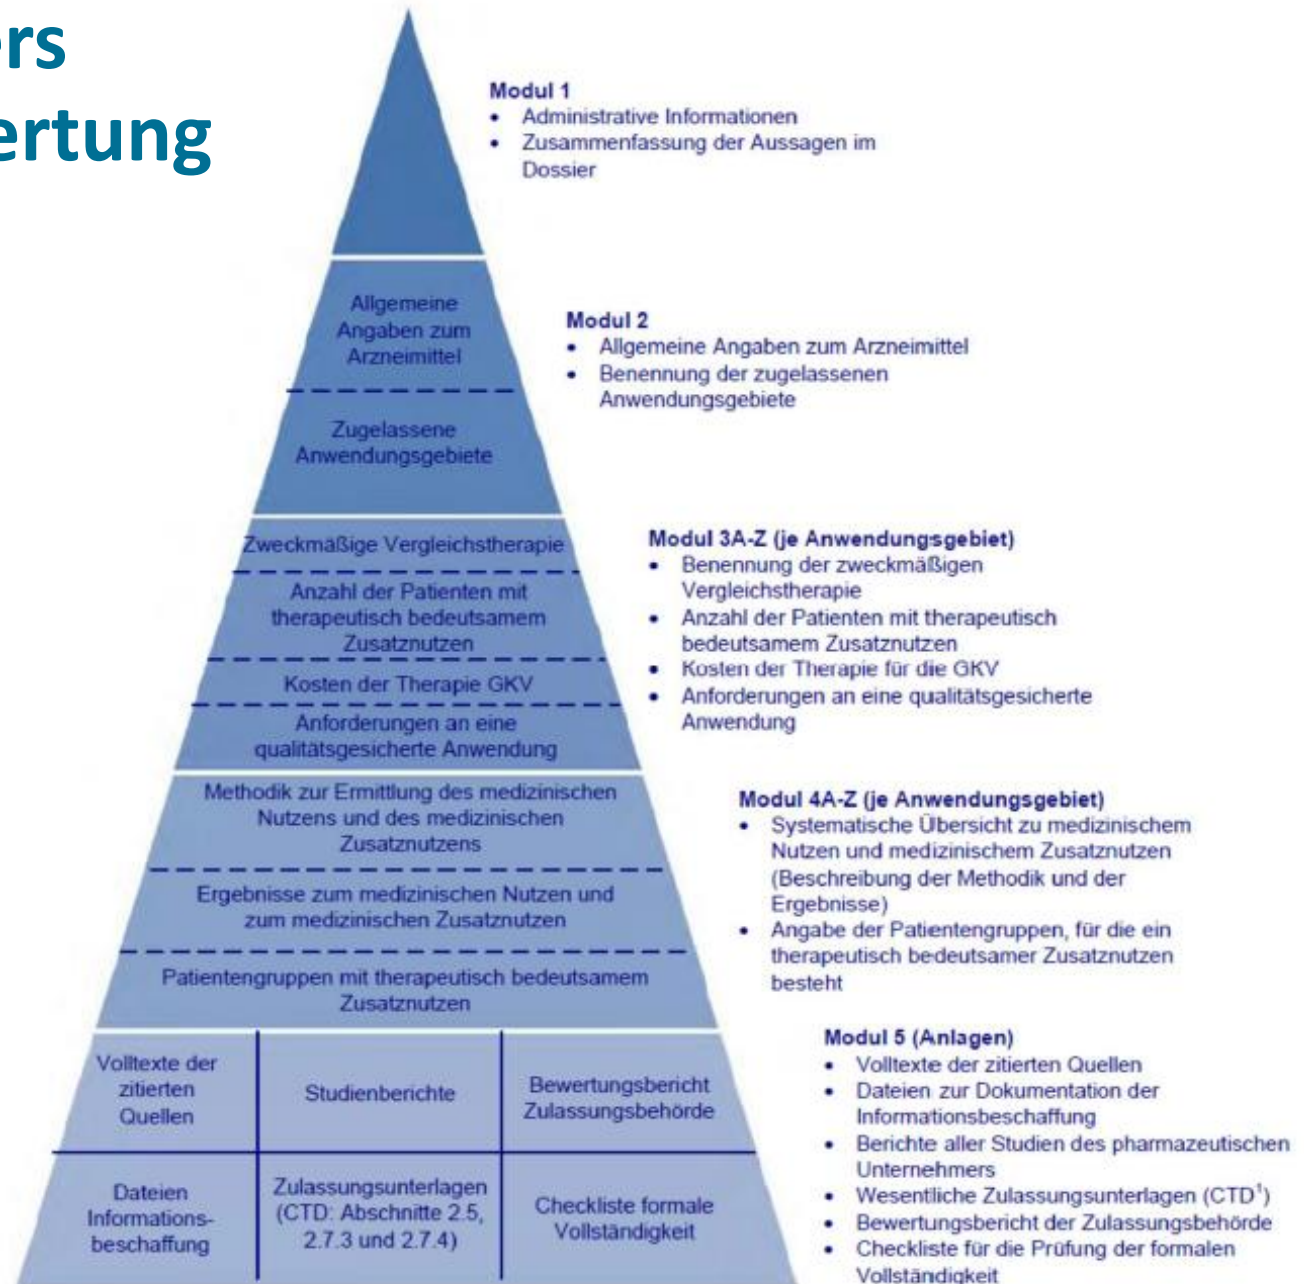 ers
ertung
Modul 1
• Administrative Informationen
• Zusammenfassung der Aussagen im
Dossier
Allgemeine
Angaben zum
Arzneimittel
Zugelassene
Anwendungsgebiete
Modul 2
• Allgemeine Angaben zum Arzneimittel
• Benennung der zugelassenen
Anwendungsgebiete
Zweckmäßige Vergleichstherapie
Anzahl der Patienten mit
therapeutisch bedeutsamem
Zusatznutzen
Kosten der Therapie GKV
Anforderungen an eine
qualitätsgesicherte Anwendung
Modul 3A-Z (je Anwendungsgebiet)
• Benennung der zweckmäßigen
Vergleichstherapie
• Anzahl der Patienten mit therapeutisch
bedeutsamem Zusatznutzen
• Kosten der Therapie für die GKV
• Anforderungen an eine qualitätsgesicherte
Anwendung
Methodik zur Ermittlung des medizinischen
Nutzens und des medizinischen
Zusatznutzens
Ergebnisse zum medizinischen Nutzen und
zum medizinischen Zusatznutzen
Patientengruppen mit therapeutisch bedeutsamem
Zusatznutzen
Modul 4A-Z (je Anwendungsgebiet)
• Systematische Übersicht zu medizinischem
Nutzen und medizinischem Zusatznutzen
(Beschreibung der Methodik und der
Ergebnisse)
• Angabe der Patientengruppen, für die ein
therapeutisch bedeutsamer Zusatznutzen
besteht
Volltexte der
zitierten
Quellen
Studienberichte
Bewertungsbericht
Zulassungsbehörde
Dateien
Informations-
beschaffung
Zulassungsunterlagen
(CTD: Abschnitte 2.5,
2.7.3 und 2.7.4)
Checkliste formale
Vollständigkeit
Modul 5 (Anlagen)
• Volltexte der zitierten Quellen
• Dateien zur Dokumentation der
Informationsbeschaffung
• Berichte aller Studien des pharmazeutischen
Unternehmers
• Wesentliche Zulassungsunterlagen (CTD¹)
• Bewertungsbericht der Zulassungsbehörde
• Checkliste für die Prüfung der formalen
Vollständigkeit